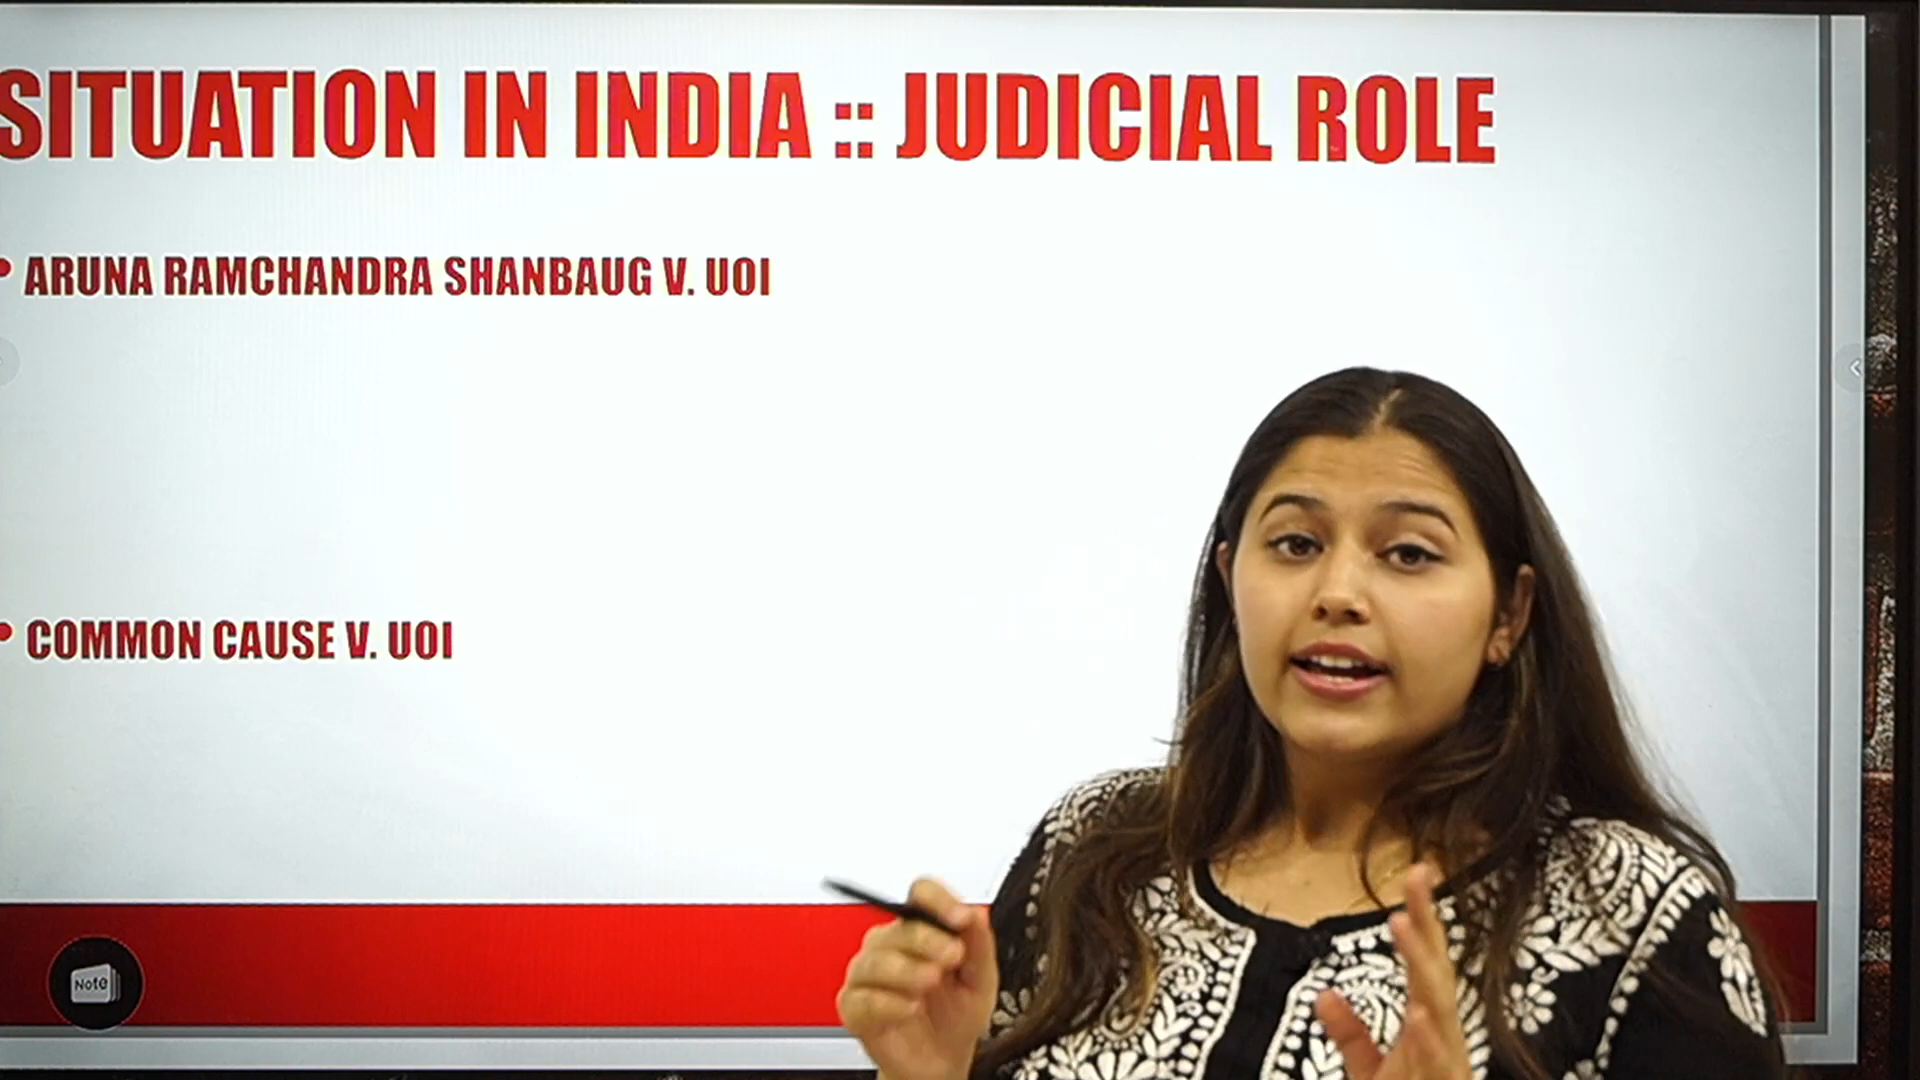 SITUATION IN INDIA :: JUDICIAL ROLE
• ARUNA RAMCHANDRA SHANBAUG V. UOI
• COMMON CAUSE V. UOI
Note